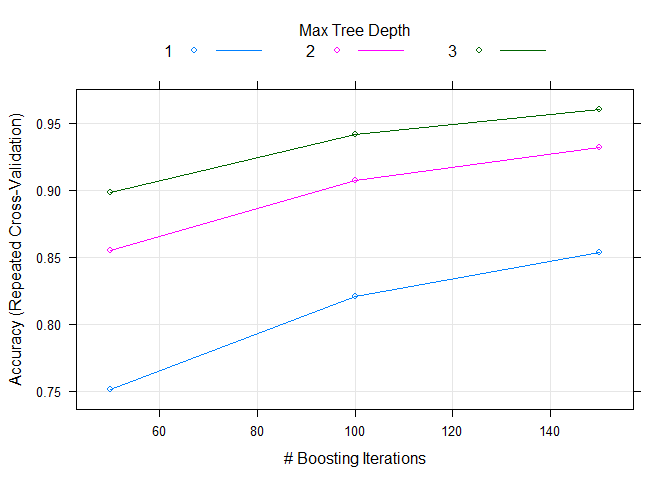 Max Tree Depth
1 2 3
Accuracy (Repeated Cross-Validation)
0.95
0.90
0.85
0.80
0.75
60 80 100 120 140
# Boosting Iterations